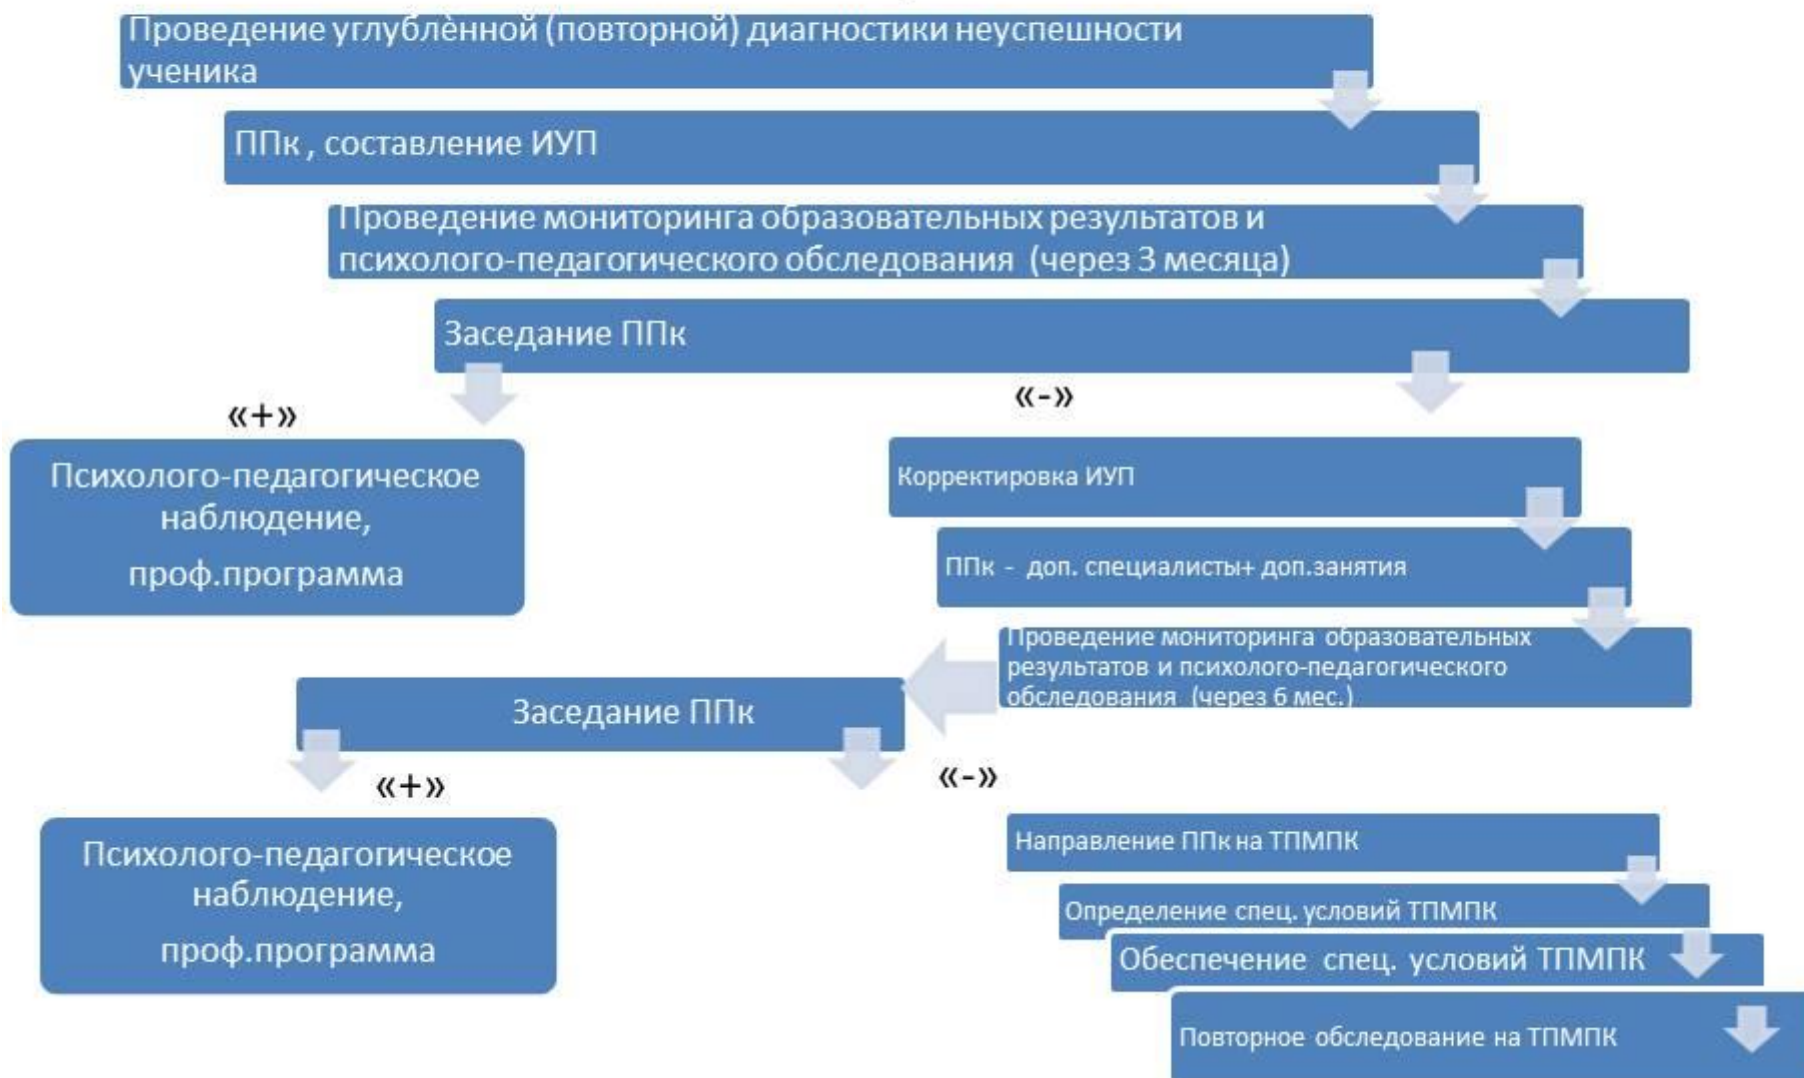 Проведение углублѐнной (повторной) диагностики неуспешности
ученика
ППк , составление ИУП
Проведение мониторинга образовательных результатов и
психолого-педагогического обследования (через 3 месяца)
Заседание ППк
«+»
«-»
Психолого-педагогическое
наблюдение,
проф.программа
Корректировка ИУП
ППк - доп. специалисты+ доп.занятия
Проведение мониторинга образовательных
результатов и психолого-педагогического
обследования (через 6 мес.)
Заседание ППк
«+»
«-»
Психолого-педагогическое
наблюдение,
проф.программа
Направление ППк на ТПМПК
Определение спец. условий ТПМПК
Обеспечение спец. условий ТПМПК
Повторное обследование на ТПМПК